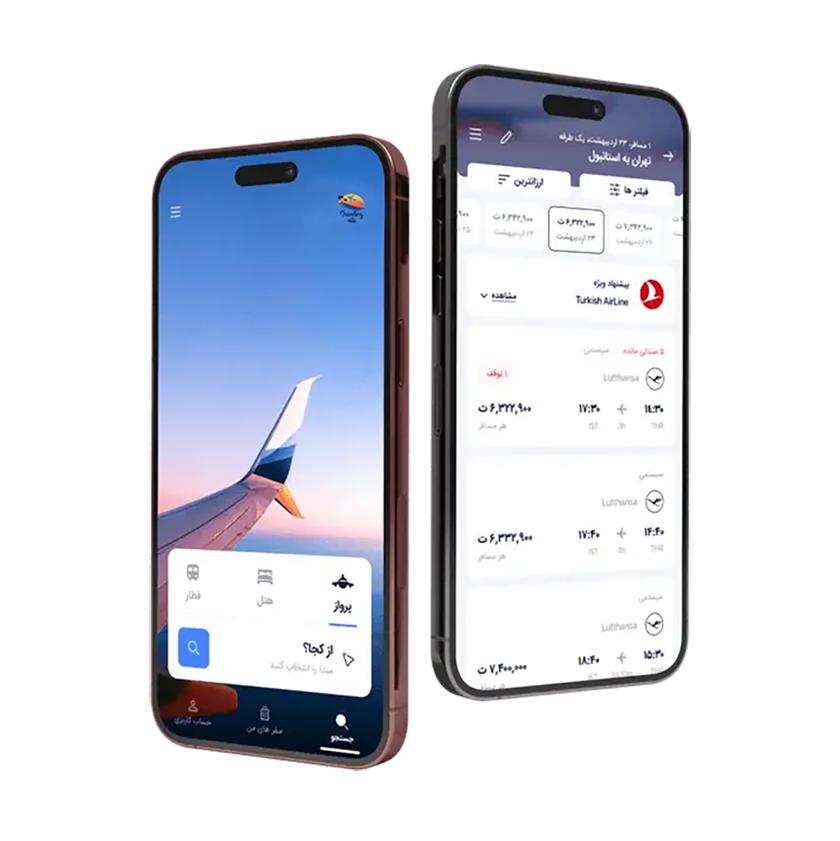 قطار
هتل
پرواز
از کجا؟
مبدأ را انتخاب کنید
حساب کاربری
سفر های من
جستجو
۱ مسافر، ۲۳ اردیبهشت، یک طرفه
تهران به استانبول
فیلتر ها
ارزانترین
۷,۳۴۲,۹۰۰ ت
۲۲ اردیبهشت
۶,۳۲۲,۹۰۰ ت
۲۳ اردیبهشت
۶,۳۴۲,۹۰۰ ت
۲۴ اردیبهشت
پیشنهاد ویژه
Turkish AirLine
مشاهده
۵ صندلی مانده
سیستمی
Lufthansa
۱ توقف
۱۴:۳۰
۱۷:۳۰
۶,۳۲۲,۹۰۰ ت
THR
3h
IST
هر مسافر
سیستمی
Lufthansa
۱۴:۴۰
۱۷:۴۰
۶,۳۳۲,۹۰۰ ت
THR
3h
IST
هر مسافر
سیستمی
Lufthansa
۱۵:۳۰
۱۸:۴۰
۷,۴۰۰,۰۰۰ ت